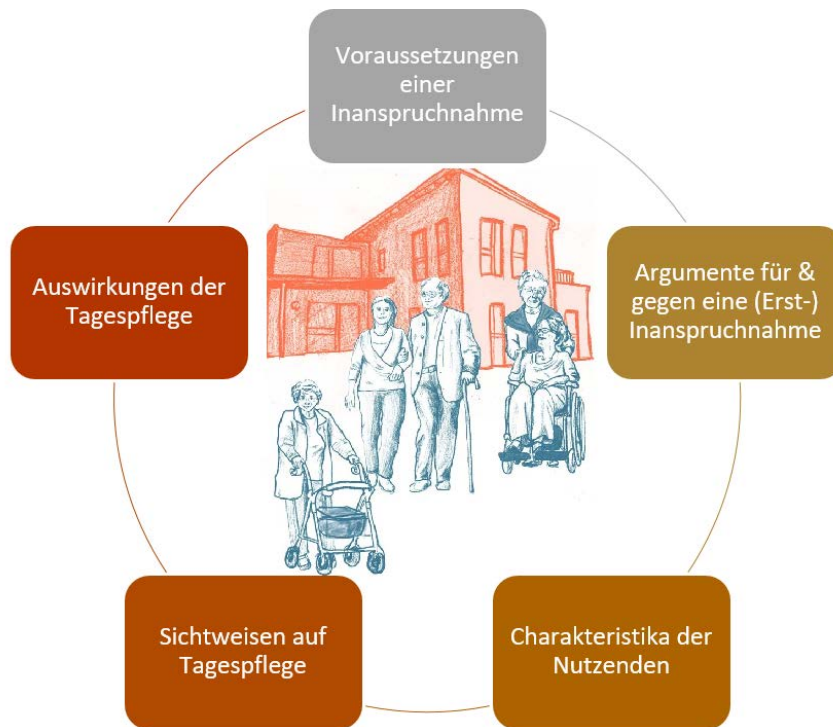 Voraussetzungen
einer
Inanspruchnahme
Argumente für &
gegen eine (Erst-)
Inanspruchnahme
Charakteristika der
Nutzenden
Sichtweisen auf
Tagespflege
Auswirkungen der
Tagespflege